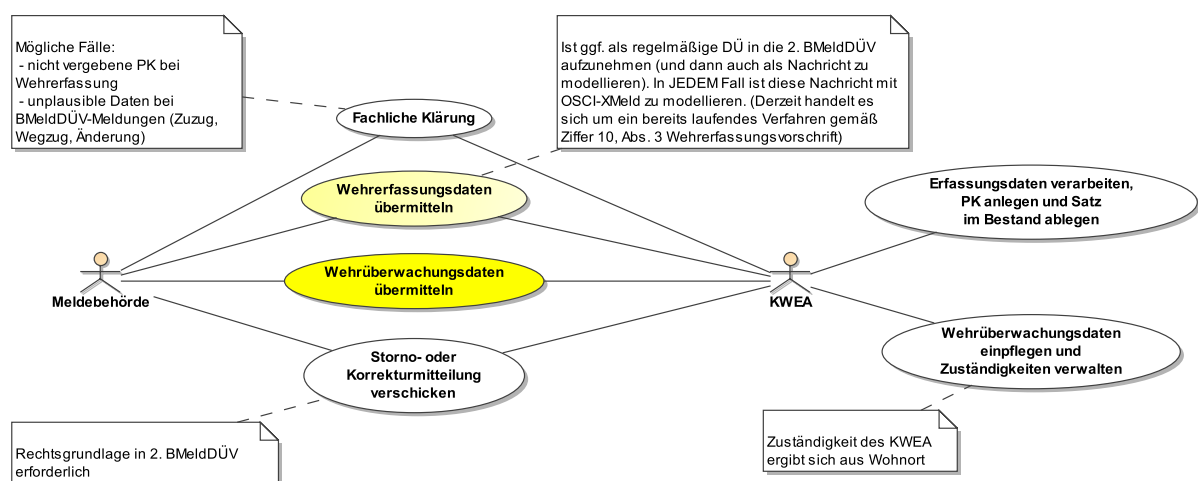 Mögliche Fälle:
- nicht vergebene PK bei
Wehrerfassung
- unplausible Daten bei
BMeldDÜV-Meldungen (Zuzug,
Wegzug, Änderung)
Ist ggf. als regelmäßige DÜ in die 2. BMeldDÜV
aufzunehmen (und dann auch als Nachricht zu
modellieren). In JEDEM Fall ist diese Nachricht mit
OSCI-XMeld zu modellieren. (Derzeit handelt es
sich um ein bereits laufendes Verfahren gemäß
Ziffer 10, Abs. 3 Wehrerfassungsvorschrift)
Fachliche Klärung
Wehrerfassungsdaten
übermitteln
Erfassungsdaten verarbeiten,
PK anlegen und Satz
im Bestand ablegen
Wehrüberwachungsdaten
übermitteln
Meldebehörde
KWEA
Storno- oder
Korrekturmitteilung
verschicken
Wehrüberwachungsdaten
einpflegen und
Zuständigkeiten verwalten
Rechtsgrundlage in 2. BMeldDÜV
erforderlich
Zuständigkeit des KWEA
ergibt sich aus Wohnort